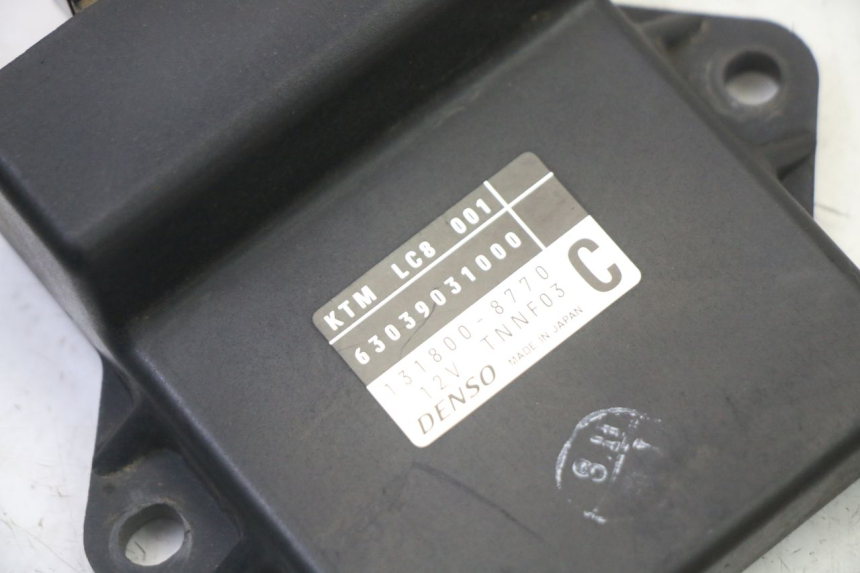 KTM LC8 001
63039031000
131800-8770
12V TNNF03
C
DENSO MADE IN JAPAN